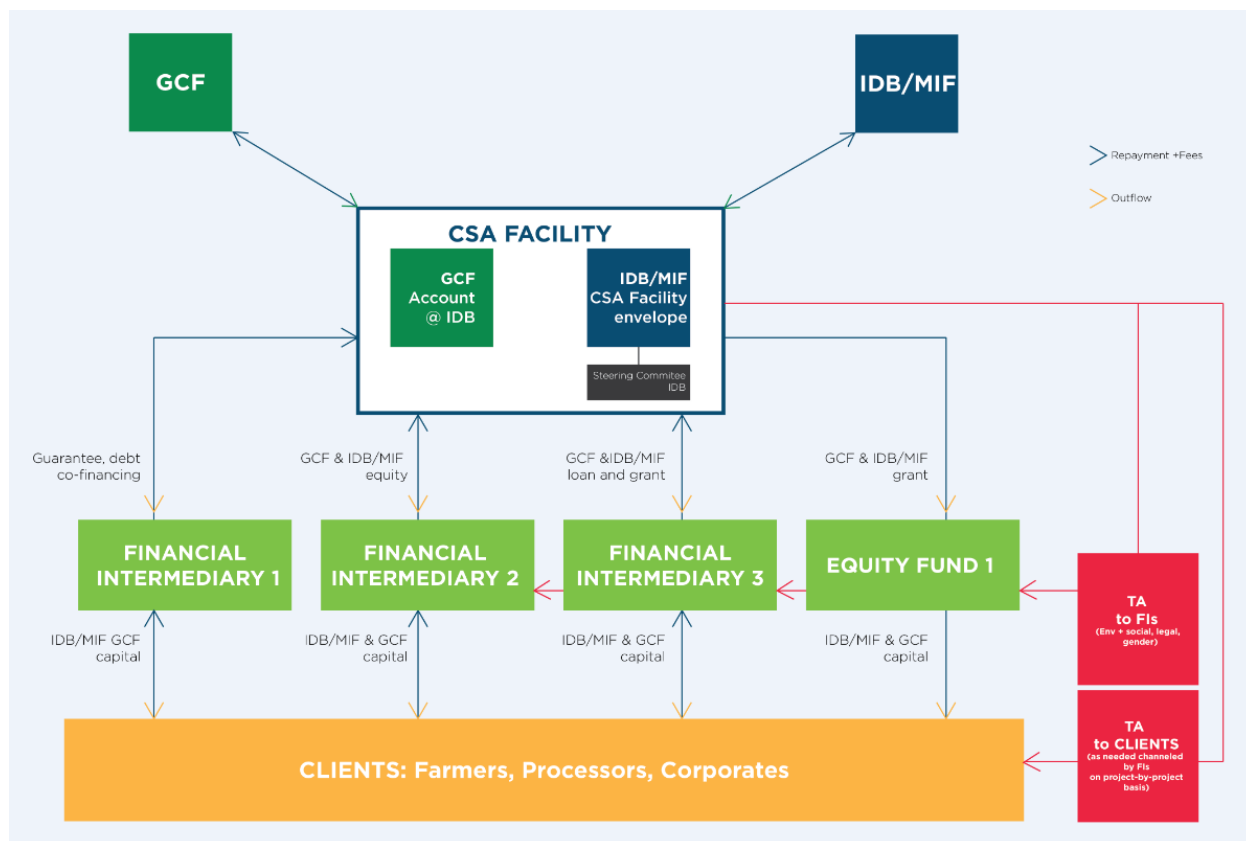 GCF
IDB/MIF
Repayment +Fees
Outflow
CSA FACILITY
GCF
Account
@ IDB
IDB/MIF
CSA Facility
envelope
Steering Commitee
IDB
Guarantee, debt
co-financing
GCF & IDB/MIF
equity
GCF &IDB/MIF
loan and grant
GCF & IDB/MIF
grant
FINANCIAL
INTERMEDIARY 1
FINANCIAL
INTERMEDIARY 2
FINANCIAL
INTERMEDIARY 3
EQUITY FUND 1
TA
to FIs
(Env + social, legal,
gender)
IDB/MIF GCF
capital
IDB/MIF & GCF
capital
IDB/MIF & GCF
capital
IDB/MIF & GCF
capital
TA
to CLIENTS
(as needed channeled
by FIs
on project-by-project
basis)
CLIENTS: Farmers, Processors, Corporates